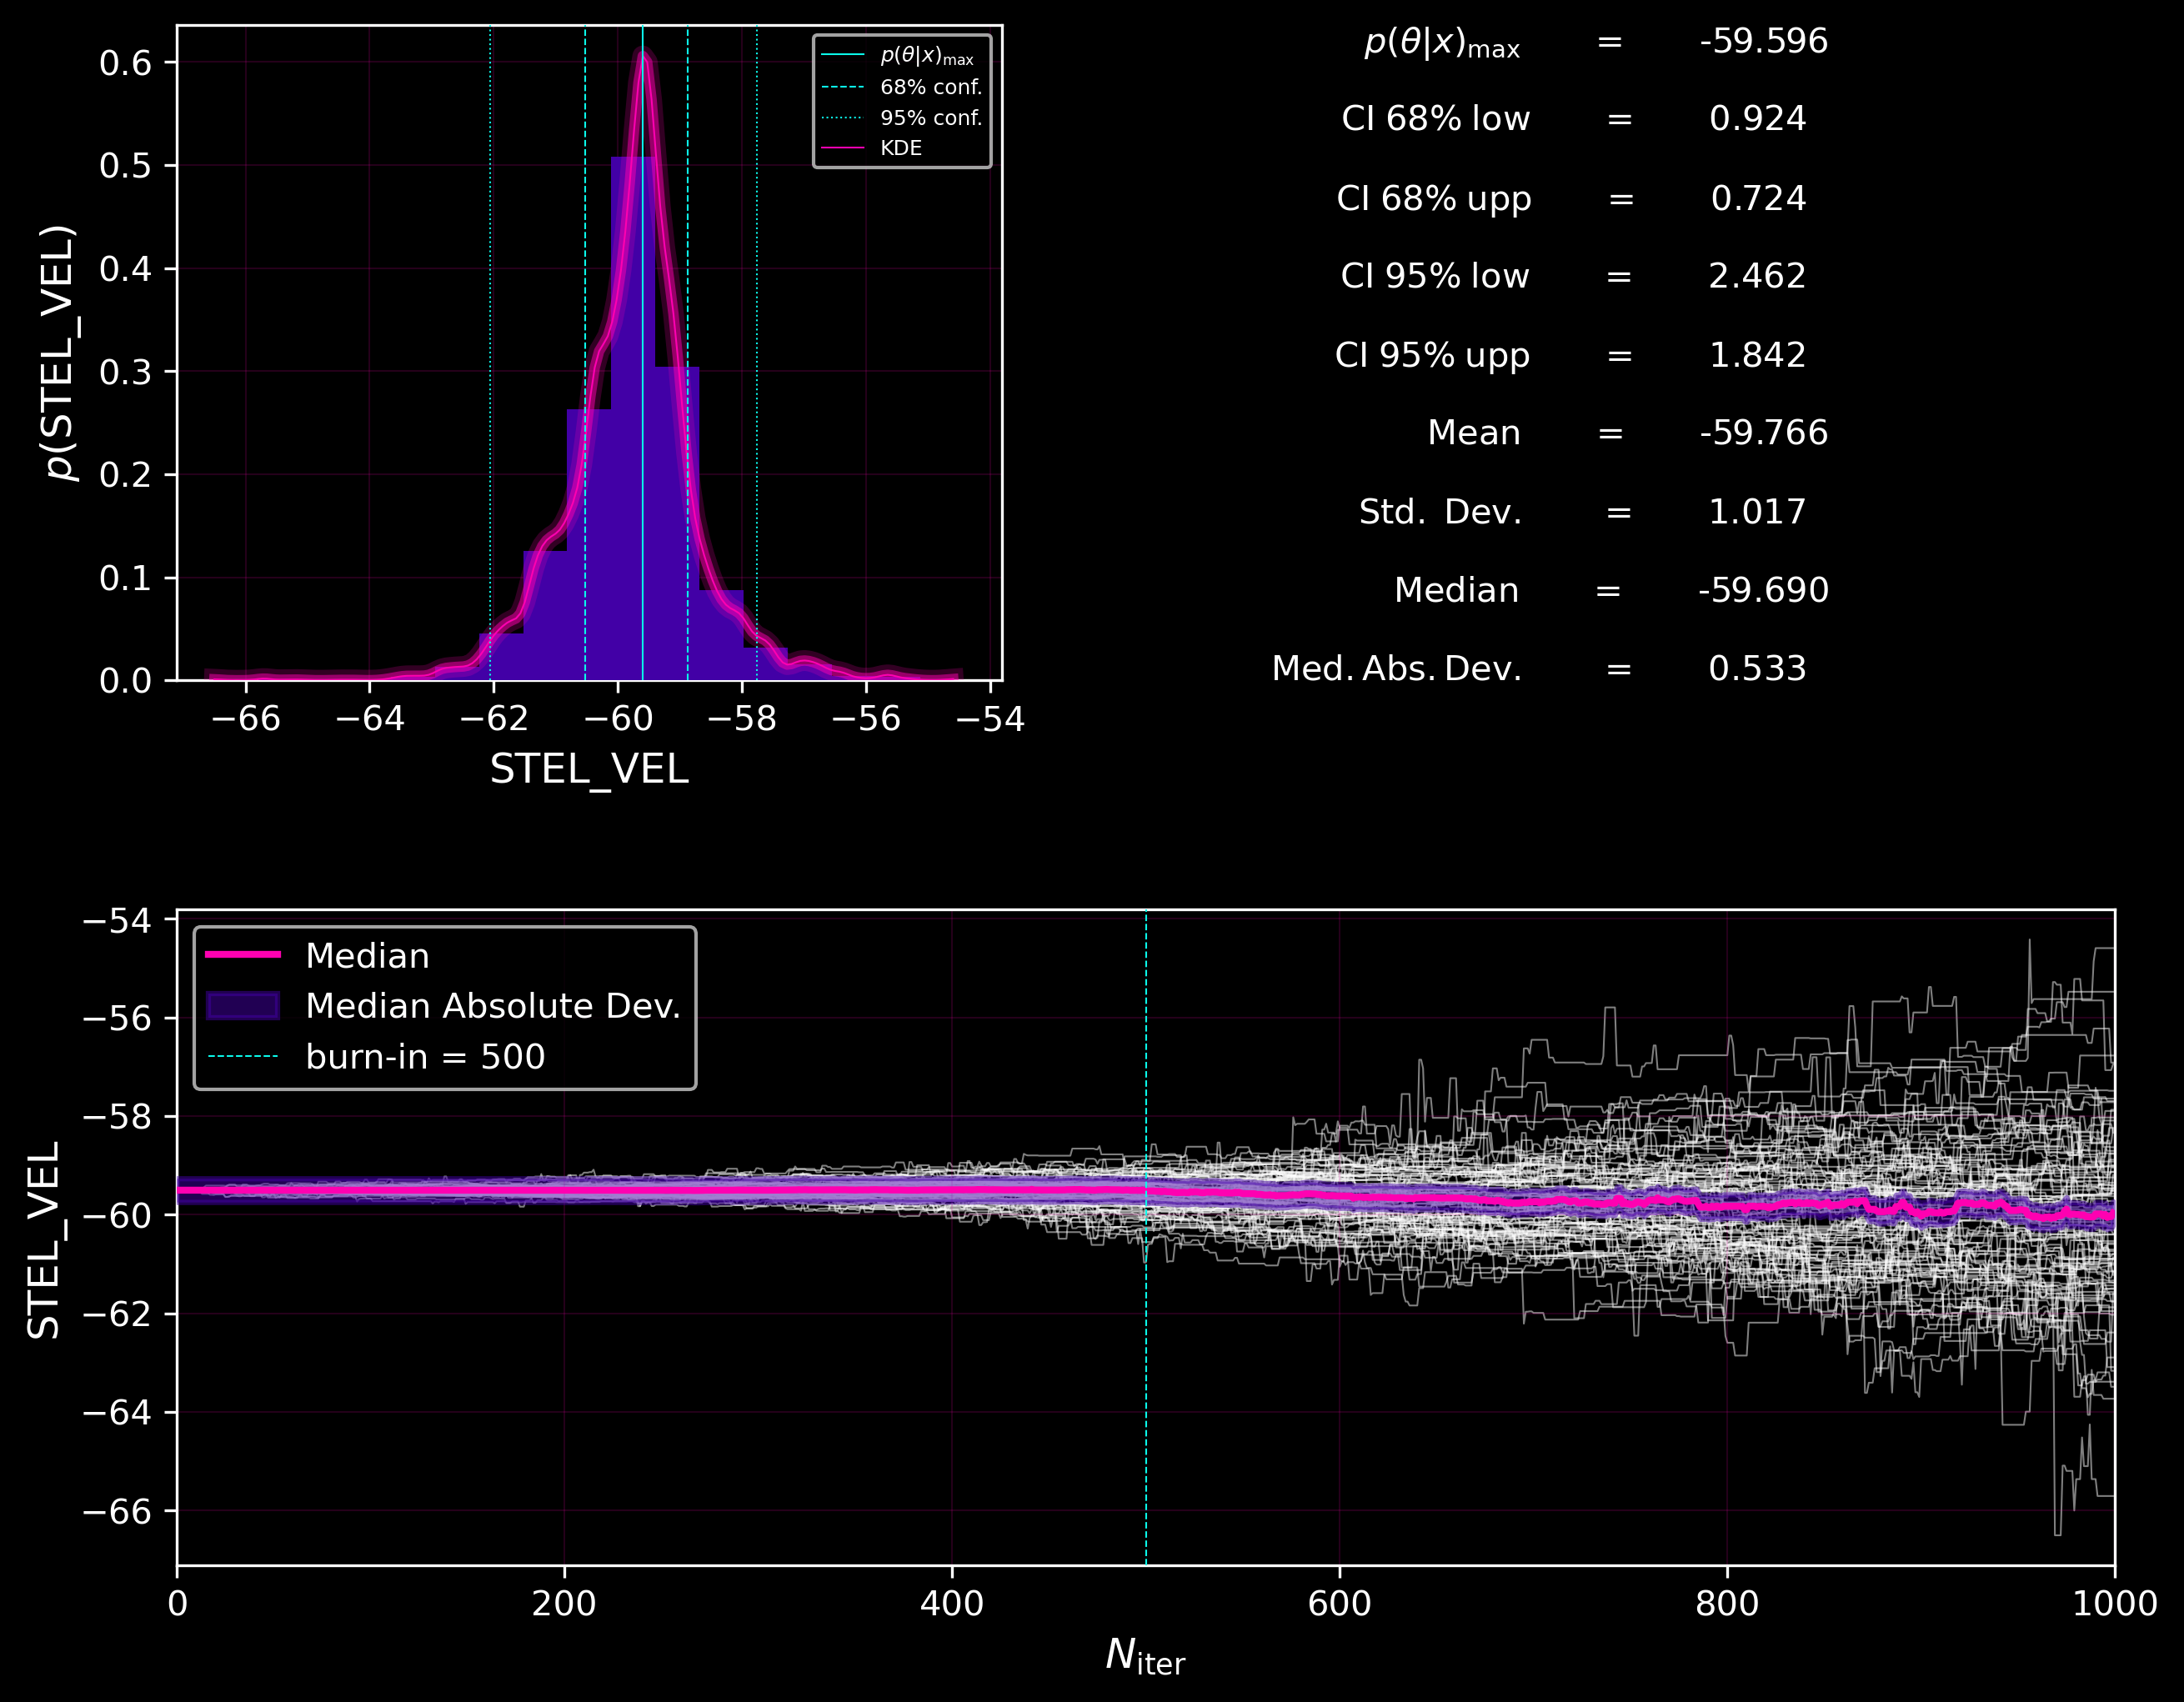 p(θ|x)max
68% conf.
95% conf.
KDE
0.6
0.5
0.4
0.3
0.2
0.1
0.0
p(STEL_VEL)
−66 −64 −62 −60 −58 −56 −54
STEL_VEL
p(θ|x)max = -59.596
CI 68% low = 0.924
CI 68% upp = 0.724
CI 95% low = 2.462
CI 95% upp = 1.842
Mean = -59.766
Std. Dev. = 1.017
Median = -59.690
Med. Abs. Dev. = 0.533
Median
Median Absolute Dev.
burn-in = 500
−54
−56
−58
−60
−62
−64
−66
STEL_VEL
0 200 400 600 800 1000
Niter